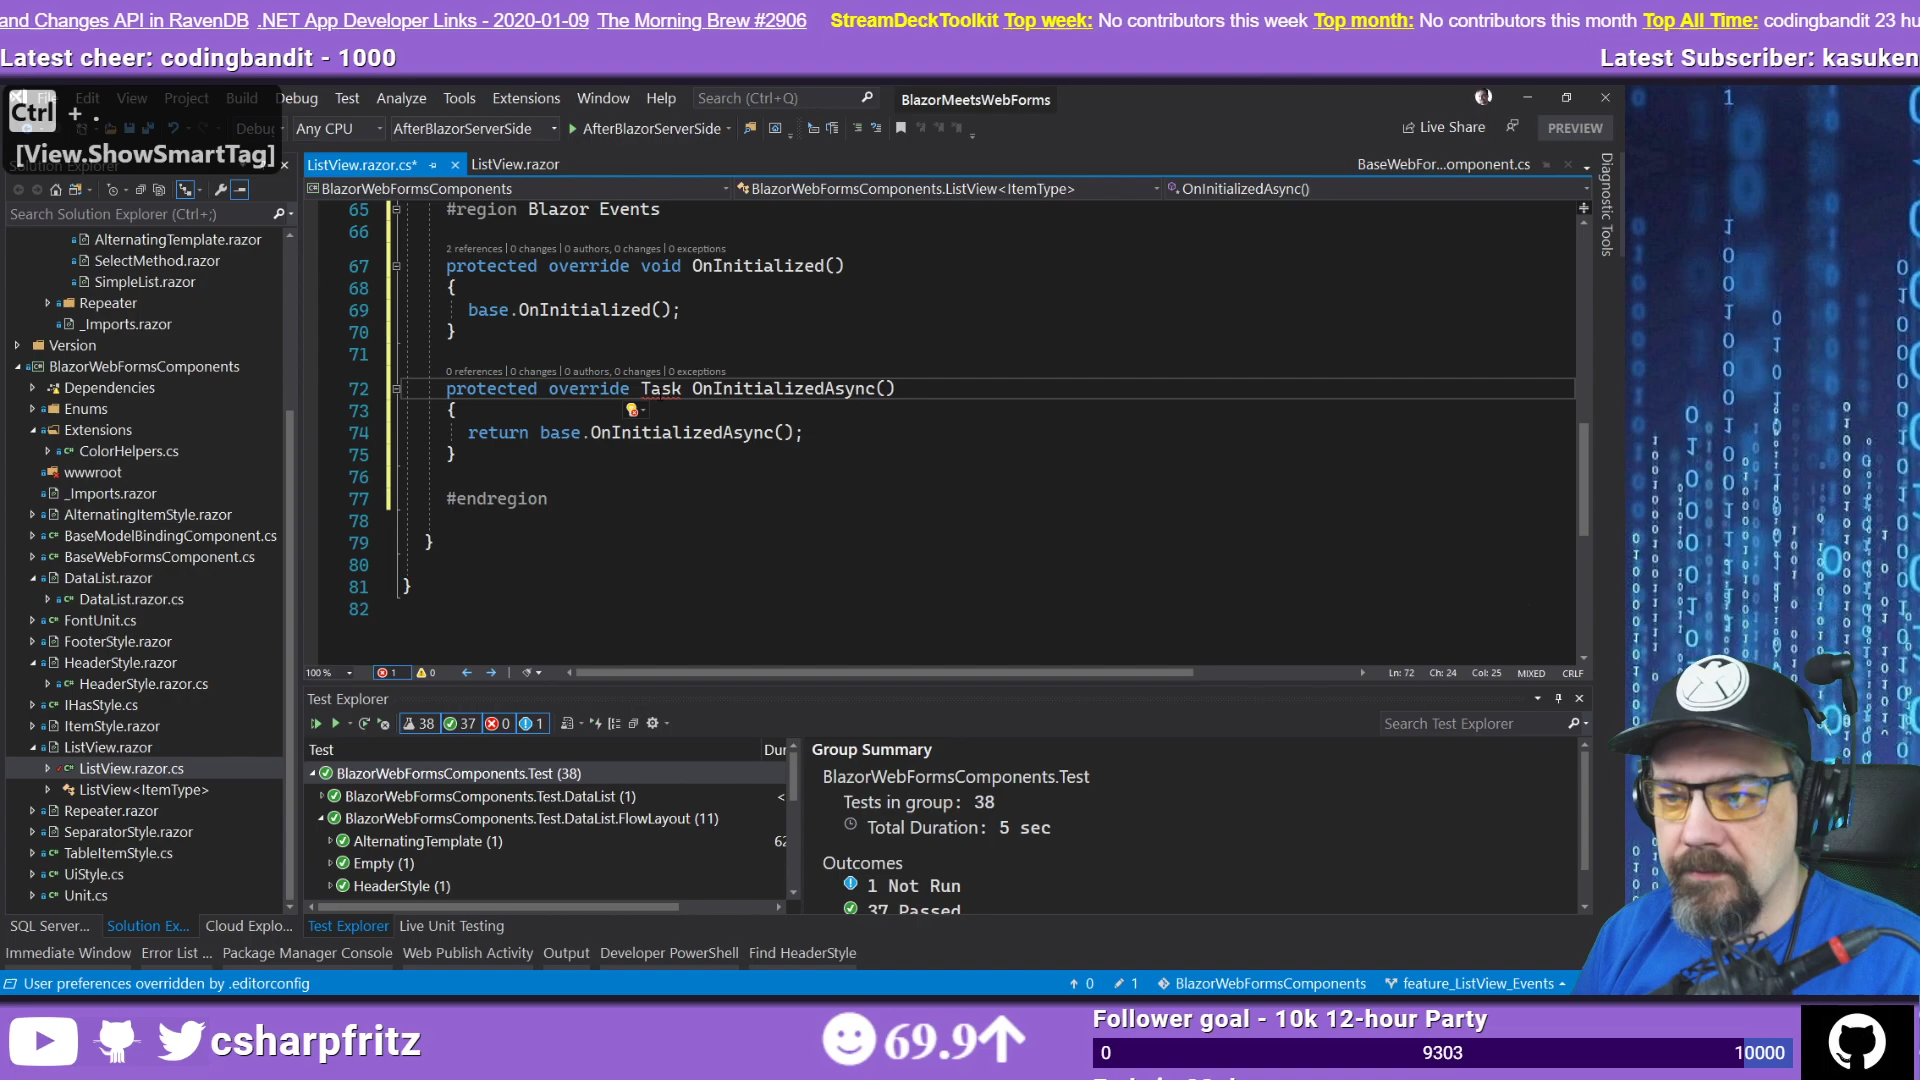 and Changes API in RavenDB .NET App Developer Links - 2020-01-09 The Morning Brew #2906 StreamDeckToolkit Top week: No contributors this week Top month: No contributors this month Top All Time: codingbandit 23 hu
Latest cheer: codingbandit - 1000
Latest Subscriber: kasuken
Ctrl + .
[View.ShowSmartTag]
File Edit View Project Build Debug Test Analyze Tools Extensions Window Help Search (Ctrl+Q) BlazorMeetsWebForms
Debug Any CPU AfterBlazorServerSide AfterBlazorServerSide Live Share PREVIEW
Solution Explorer
ListView.razor.cs* ListView.razor BaseWebFor...omponent.cs
BlazorWebFormsComponents BlazorWebFormsComponents.ListView<ItemType> OnInitializedAsync()
Diagnostic Tools
Search Solution Explorer (Ctrl+;)
AlternatingTemplate.razor
SelectMethod.razor
SimpleList.razor
Repeater
_Imports.razor
Version
BlazorWebFormsComponents
Dependencies
Enums
Extensions
ColorHelpers.cs
wwwroot
_Imports.razor
AlternatingItemStyle.razor
BaseModelBindingComponent.cs
BaseWebFormsComponent.cs
DataList.razor
DataList.razor.cs
FontUnit.cs
FooterStyle.razor
HeaderStyle.razor
HeaderStyle.razor.cs
IHasStyle.cs
ItemStyle.razor
ListView.razor
ListView.razor.cs
ListView<ItemType>
Repeater.razor
SeparatorStyle.razor
TableItemStyle.cs
UiStyle.cs
Unit.cs
65 #region Blazor Events
66
2 references | 0 changes | 0 authors, 0 changes | 0 exceptions
67 protected override void OnInitialized()
68 {
69 base.OnInitialized();
70 }
71
0 references | 0 changes | 0 authors, 0 changes | 0 exceptions
72 protected override Task OnInitializedAsync()
73 {
74 return base.OnInitializedAsync();
75 }
76
77 #endregion
78
79 }
80
81 }
82
100% 1 0 Ln: 72 Ch: 24 Col: 25 MIXED CRLF
Test Explorer
38 37 0 1 Search Test Explorer
Test Dur
BlazorWebFormsComponents.Test (38)
BlazorWebFormsComponents.Test.DataList (1) <
BlazorWebFormsComponents.Test.DataList.FlowLayout (11)
AlternatingTemplate (1) 62
Empty (1)
HeaderStyle (1)
Group Summary
BlazorWebFormsComponents.Test
Tests in group: 38
Total Duration: 5 sec
Outcomes
1 Not Run
37 Passed
SQL Server... Solution Ex... Cloud Explo... Test Explorer Live Unit Testing
Immediate Window Error List ... Package Manager Console Web Publish Activity Output Developer PowerShell Find HeaderStyle
User preferences overridden by .editorconfig 0 1 BlazorWebFormsComponents feature_ListView_Events
csharpfritz
69.9
Follower goal - 10k 12-hour Party
0 9303 10000